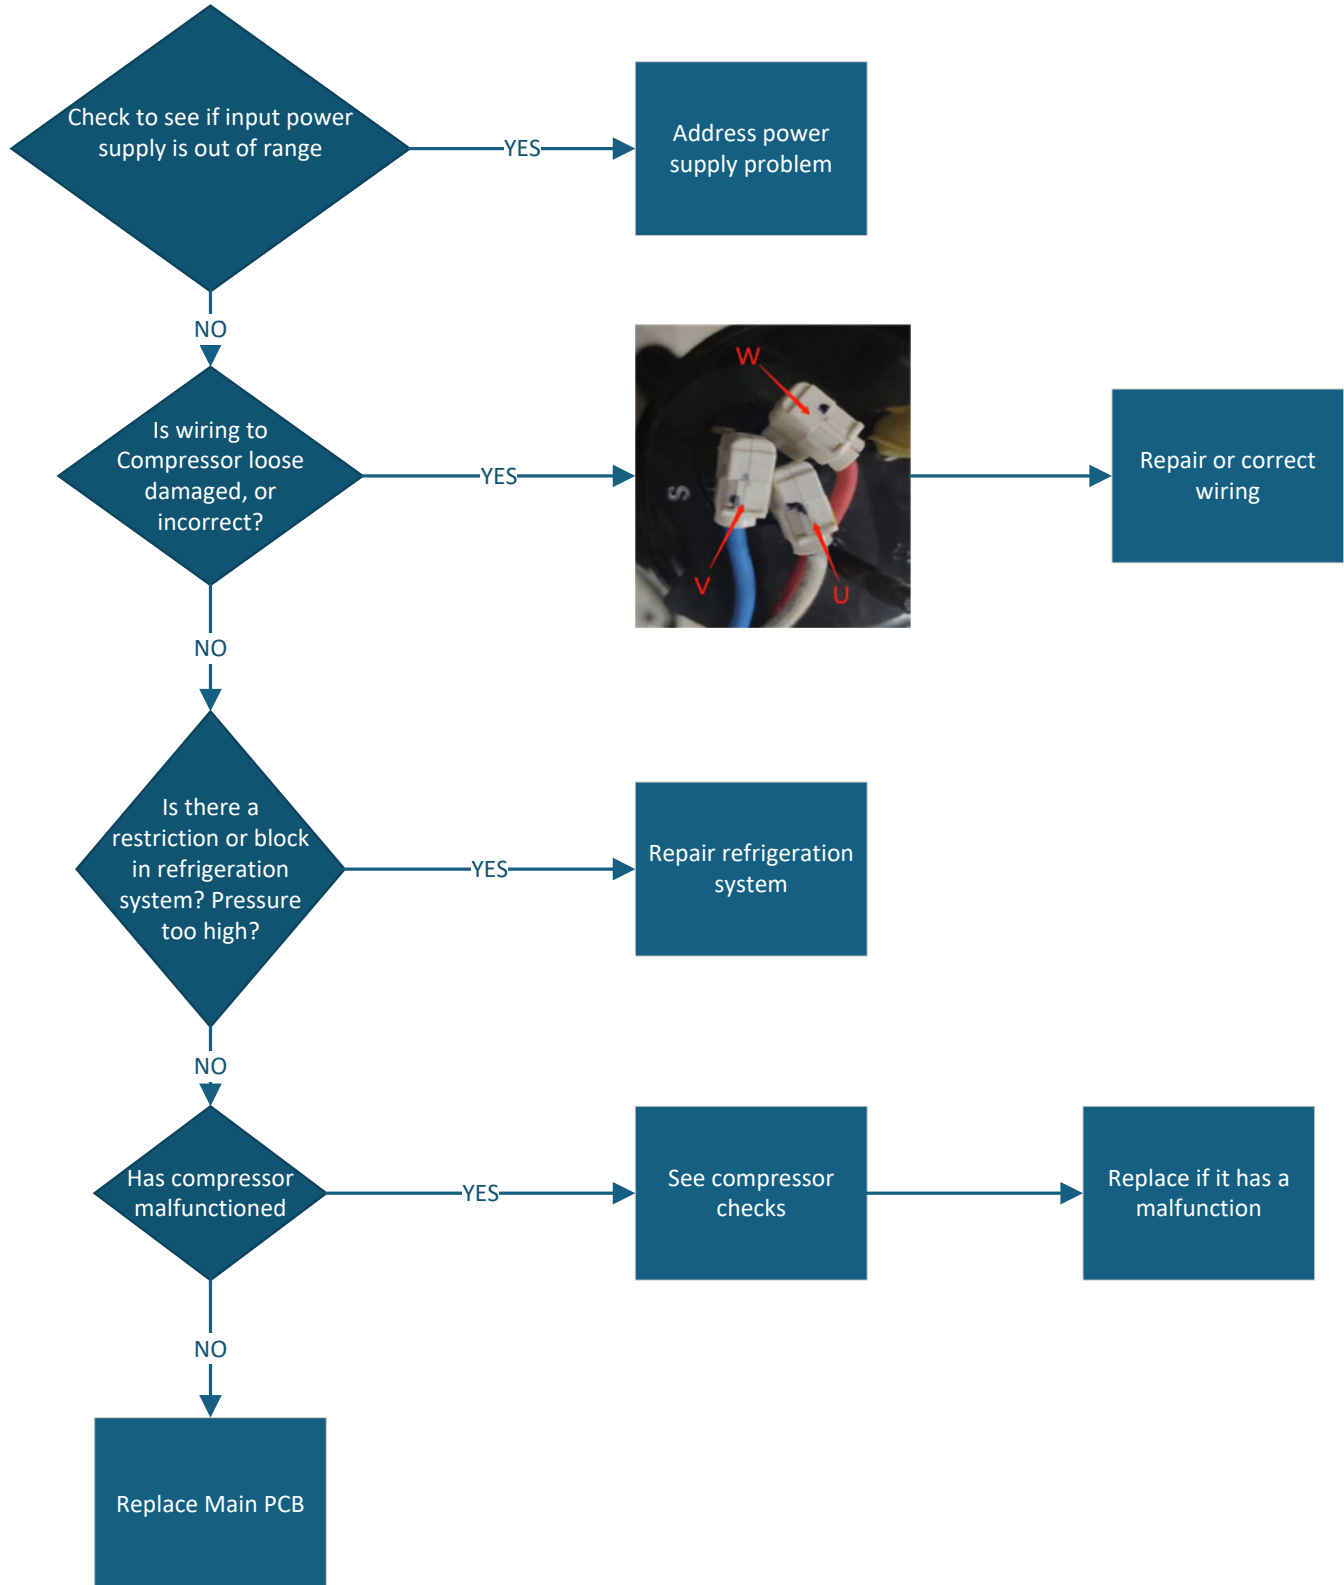 Check to see if input power
supply is out of range
YES
Address power
supply problem
NO
Is wiring to
Compressor loose
damaged, or
incorrect?
YES
W
S
V
U
Repair or correct
wiring
NO
Is there a
restriction or block
in refrigeration
system? Pressure
too high?
YES
Repair refrigeration
system
NO
Has compressor
malfunctioned
YES
See compressor
checks
Replace if it has a
malfunction
NO
Replace Main PCB